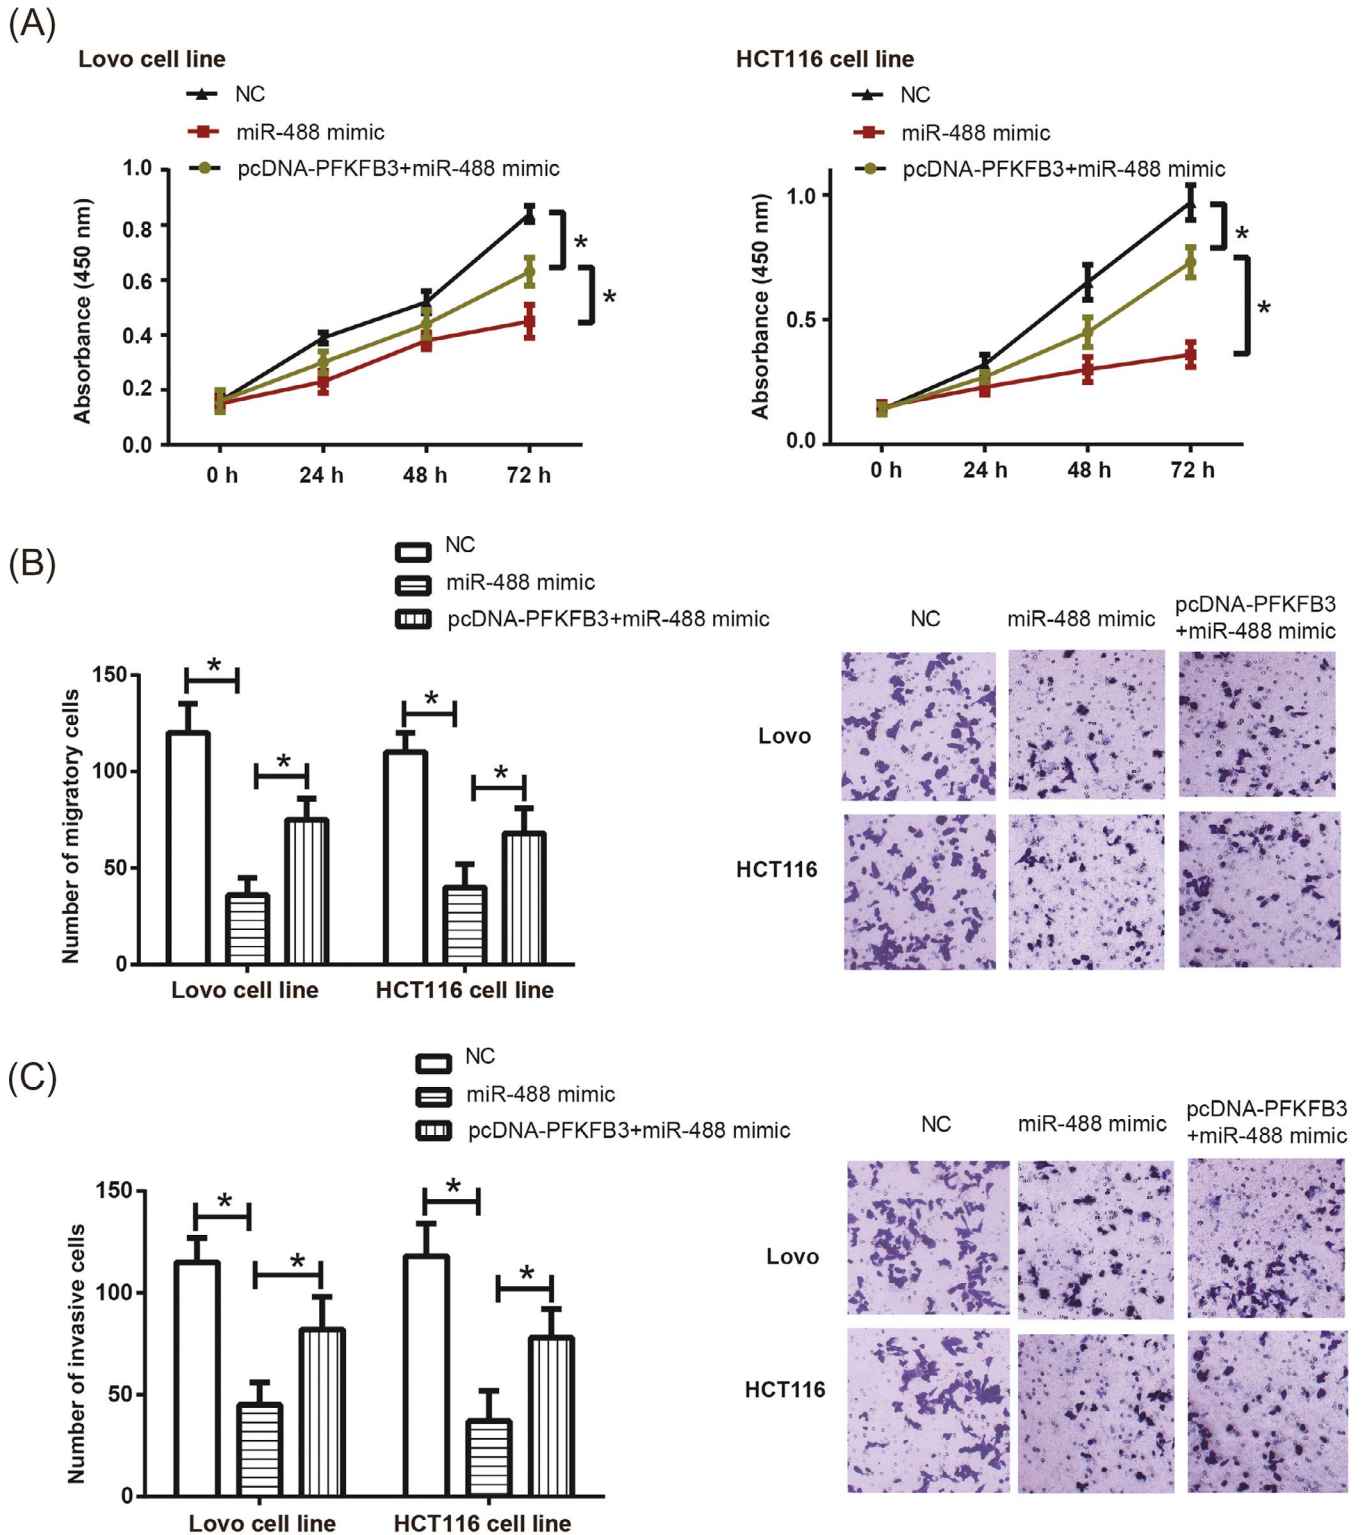 (A)
Lovo cell line
NC
miR-488 mimic
pcDNA-PFKFB3+miR-488 mimic
Absorbance (450 nm)
1.0
0.8
0.6
0.4
0.2
0.0
0 h 24 h 48 h 72 h
*
*
HCT116 cell line
NC
miR-488 mimic
pcDNA-PFKFB3+miR-488 mimic
Absorbance (450 nm)
1.0
0.5
0.0
0 h 24 h 48 h 72 h
*
*
(B)
NC
miR-488 mimic
pcDNA-PFKFB3+miR-488 mimic
Number of migratory cells
150
100
50
0
* * * *
Lovo cell line HCT116 cell line
NC miR-488 mimic pcDNA-PFKFB3
+miR-488 mimic
Lovo
HCT116
(C)
NC
miR-488 mimic
pcDNA-PFKFB3+miR-488 mimic
Number of invasive cells
150
100
50
0
* * * *
Lovo cell line HCT116 cell line
NC miR-488 mimic pcDNA-PFKFB3
+miR-488 mimic
Lovo
HCT116